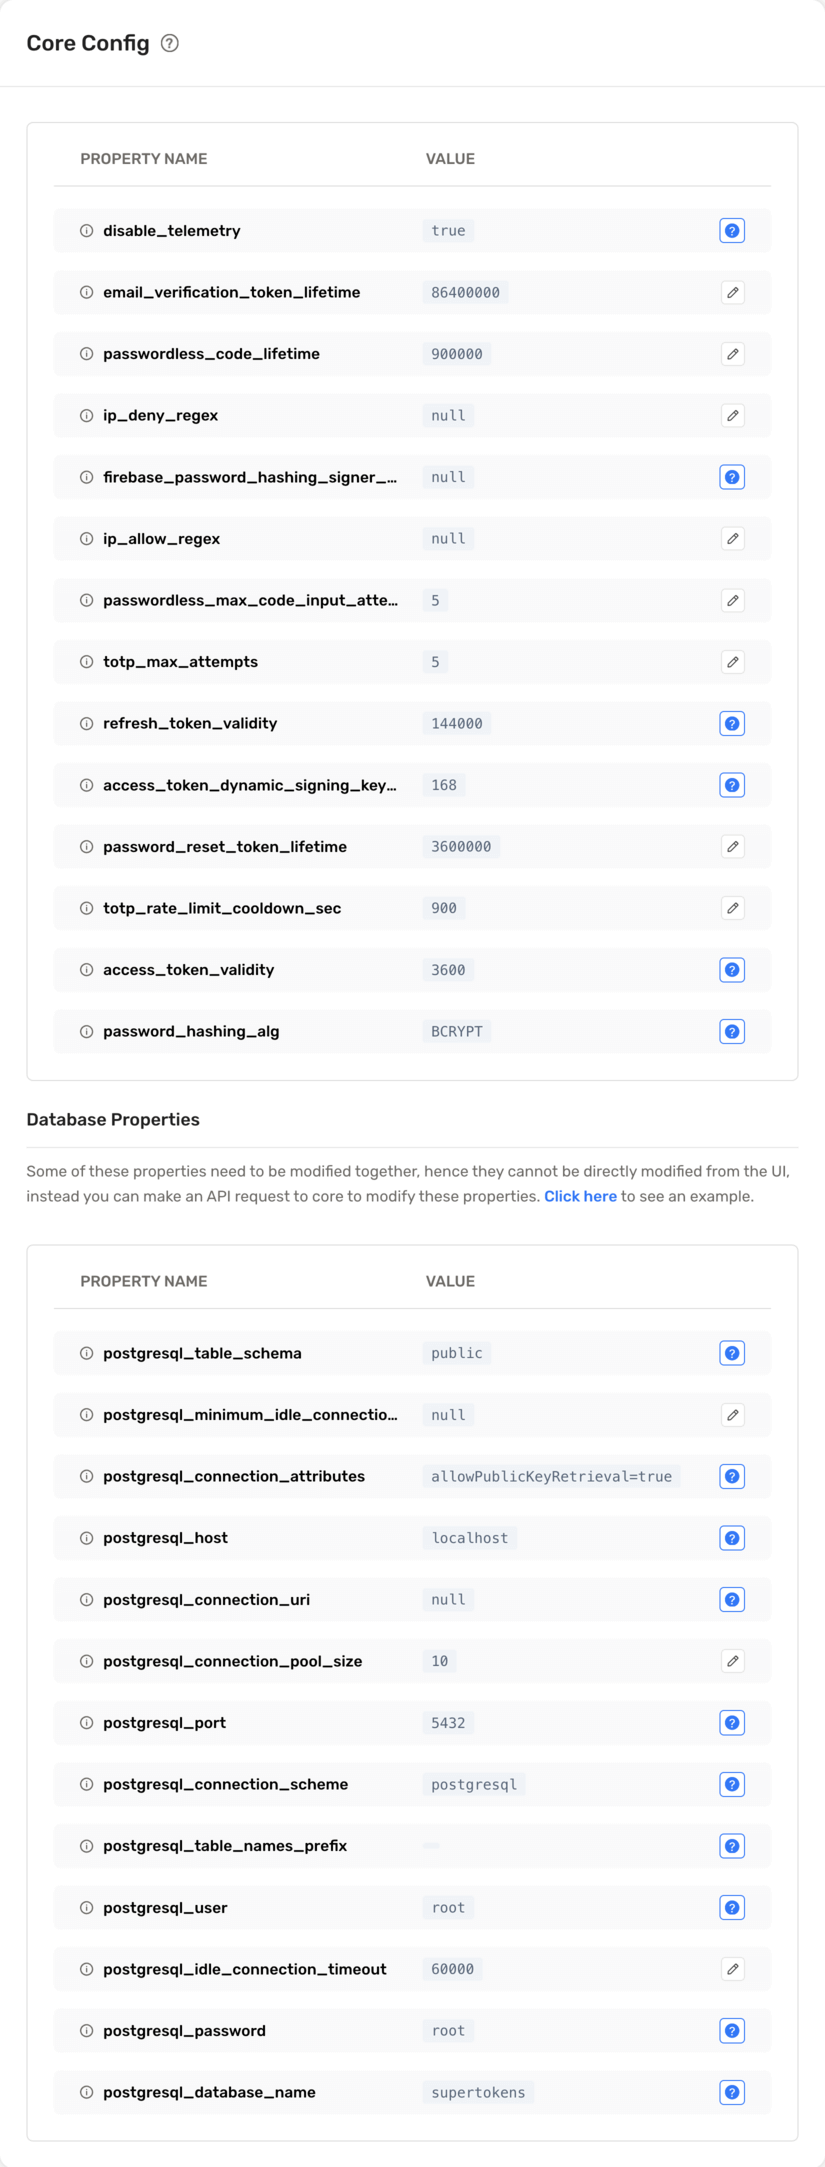 Core Config
PROPERTY NAME VALUE
disable_telemetry true
email_verification_token_lifetime 86400000
passwordless_code_lifetime 900000
ip_deny_regex null
firebase_password_hashing_signer_... null
ip_allow_regex null
passwordless_max_code_input_atte... 5
totp_max_attempts 5
refresh_token_validity 144000
access_token_dynamic_signing_key... 168
password_reset_token_lifetime 3600000
totp_rate_limit_cooldown_sec 900
access_token_validity 3600
password_hashing_alg BCRYPT
Database Properties
Some of these properties need to be modified together, hence they cannot be directly modified from the UI,
instead you can make an API request to core to modify these properties. Click here to see an example.
PROPERTY NAME VALUE
postgresql_table_schema public
postgresql_minimum_idle_connectio... null
postgresql_connection_attributes allowPublicKeyRetrieval=true
postgresql_host localhost
postgresql_connection_uri null
postgresql_connection_pool_size 10
postgresql_port 5432
postgresql_connection_scheme postgresql
postgresql_table_names_prefix
postgresql_user root
postgresql_idle_connection_timeout 60000
postgresql_password root
postgresql_database_name supertokens